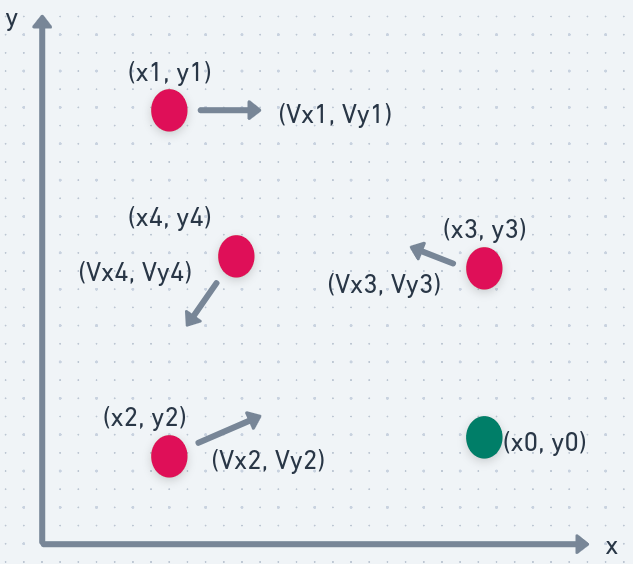 y
(x1, y1)
(Vx1, Vy1)
(x4, y4)
(x3, y3)
(Vx4, Vy4)
(Vx3, Vy3)
(x2, y2)
(Vx2, Vy2)
(x0, y0)
x